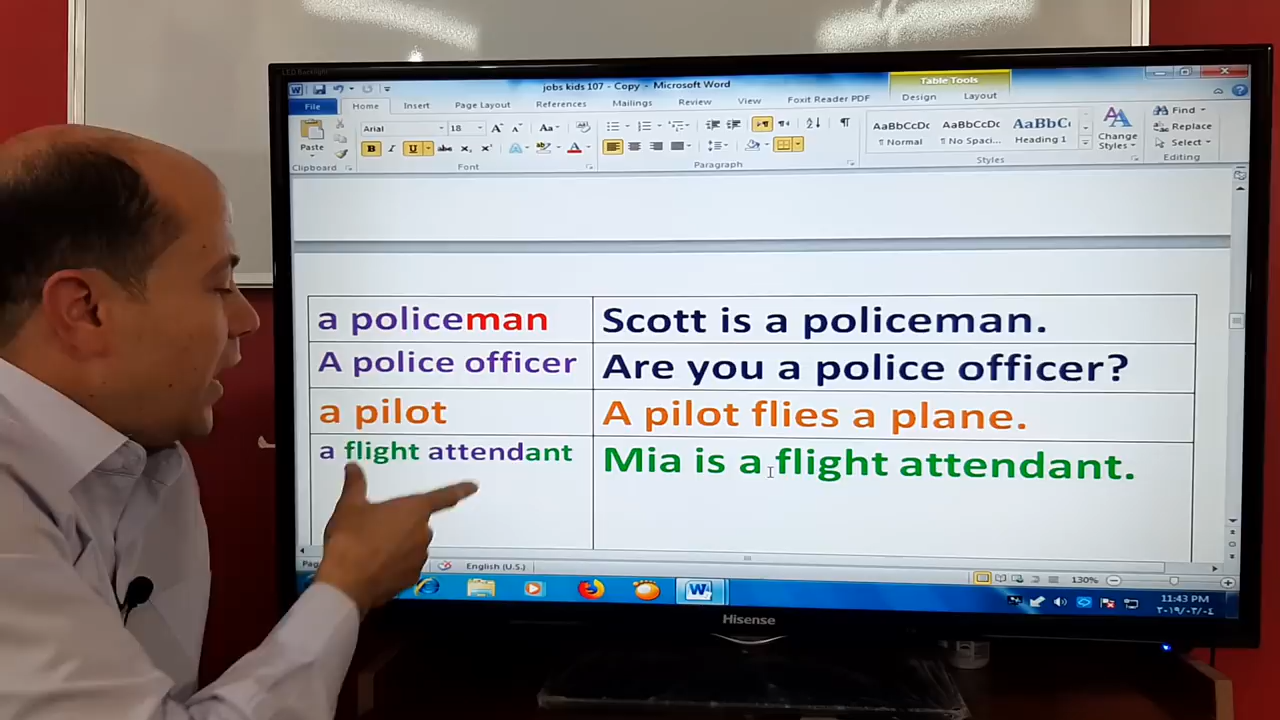 jobs kids 107 - Copy - Microsoft Word
Table Tools
File Home Insert Page Layout References Mailings Review View Foxit Reader PDF Design Layout
Arial 18
Paste
AaBbCcDc AaBbCcDc AaBbC
¶ Normal ¶ No Spaci... Heading 1
Change Styles
Find
Replace
Select
Clipboard Font Paragraph Styles Editing
a policeman Scott is a policeman.
A police officer Are you a police officer?
a pilot A pilot flies a plane.
a flight attendant Mia is a flight attendant.
English (U.S.) 130%
11:43 PM
٢٠١٩/٠٢/٠٤
Hisense